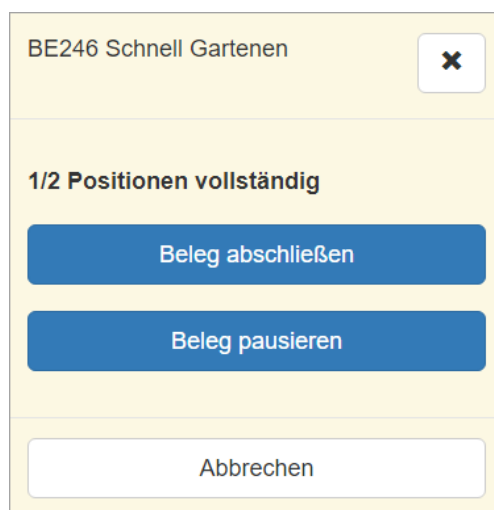 BE246 Schnell Gartenen
1/2 Positionen vollständig
Beleg abschließen
Beleg pausieren
Abbrechen